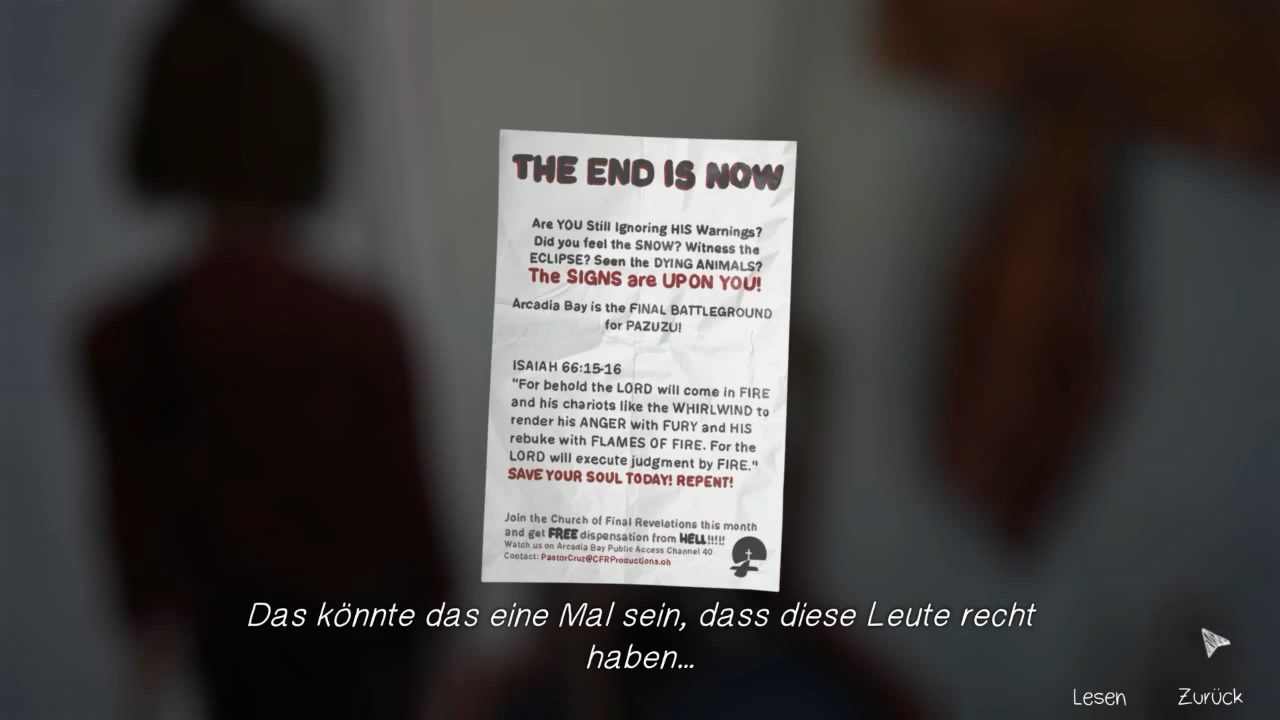 THE END IS NOW
Are YOU Still Ignoring HIS Warnings?
Did you feel the SNOW? Witness the
ECLIPSE? Seen the DYING ANIMALS?
The SIGNS are UPON YOU!
Arcadia Bay is the FINAL BATTLEGROUND
for PAZUZU!
ISAIAH 66:15-16
"For behold the LORD will come in FIRE
and his chariots like the WHIRLWIND to
render his ANGER with FURY and HIS
rebuke with FLAMES OF FIRE. For the
LORD will execute judgment by FIRE."
SAVE YOUR SOUL TODAY! REPENT!
Join the Church of Final Revelations this month
and get FREE dispensation from HELL!!!!!
Watch us on Arcadia Bay Public Access Channel 40
Contact: PastorCruz@CFRProductions.oh
Das könnte das eine Mal sein, dass diese Leute recht
haben...
Lesen Zurück